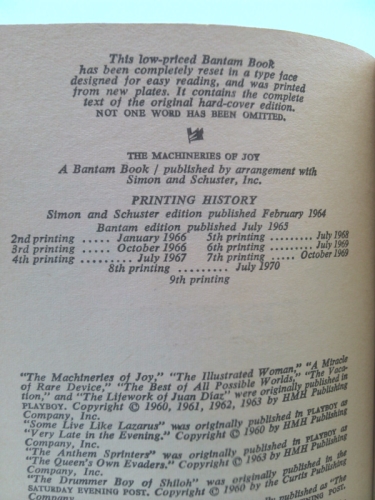 This low-priced Bantam Book
has been completely reset in a type face
designed for easy reading, and was printed
from new plates. It contains the complete
text of the original hard-cover edition.
NOT ONE WORD HAS BEEN OMITTED.
THE MACHINERIES OF JOY
A Bantam Book / published by arrangement with
Simon and Schuster, Inc.
PRINTING HISTORY
Simon and Schuster edition published February 1964
Bantam edition published July 1965
2nd printing ..... January 1966 5th printing ......... July 1968
3rd printing ..... October 1966 6th printing ......... July 1969
4th printing ........ July 1967 7th printing ..... October 1969
8th printing ......... July 1970
9th printing
"The Machineries of Joy," "The Illustrated Woman," "A Miracle
of Rare Device," "The Best of All Possible Worlds," "The Vaca-
tion," and "The Lifework of Juan Díaz" were originally published in
PLAYBOY. Copyright © 1960, 1961, 1962, 1963 by HMH Publishing
Company, Inc.
"Some Live Like Lazarus" was originally published in PLAYBOY as
"Very Late in the Evening." Copyright © 1960 by HMH Publishing
Company, Inc.
"The Anthem Sprinters" was originally published in PLAYBOY as
"The Queen's Own Evaders." Copyright © 1963 by HMH Publishing
Company, Inc.
"The Drummer Boy of Shiloh" was originally published in the
SATURDAY EVENING POST. Copyright © 1960 by the Curtis Publishing
Company.
published as "The